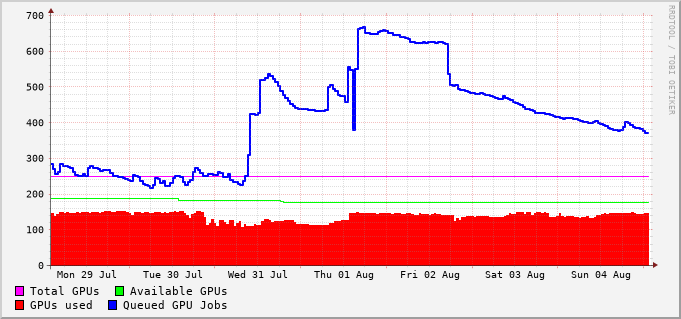 700
600
500
400
300
200
100
0
Mon 29 Jul Tue 30 Jul Wed 31 Jul Thu 01 Aug Fri 02 Aug Sat 03 Aug Sun 04 Aug
Total GPUs Available GPUs
GPUs used Queued GPU Jobs
RRDTOOL / TOBI OETIKER